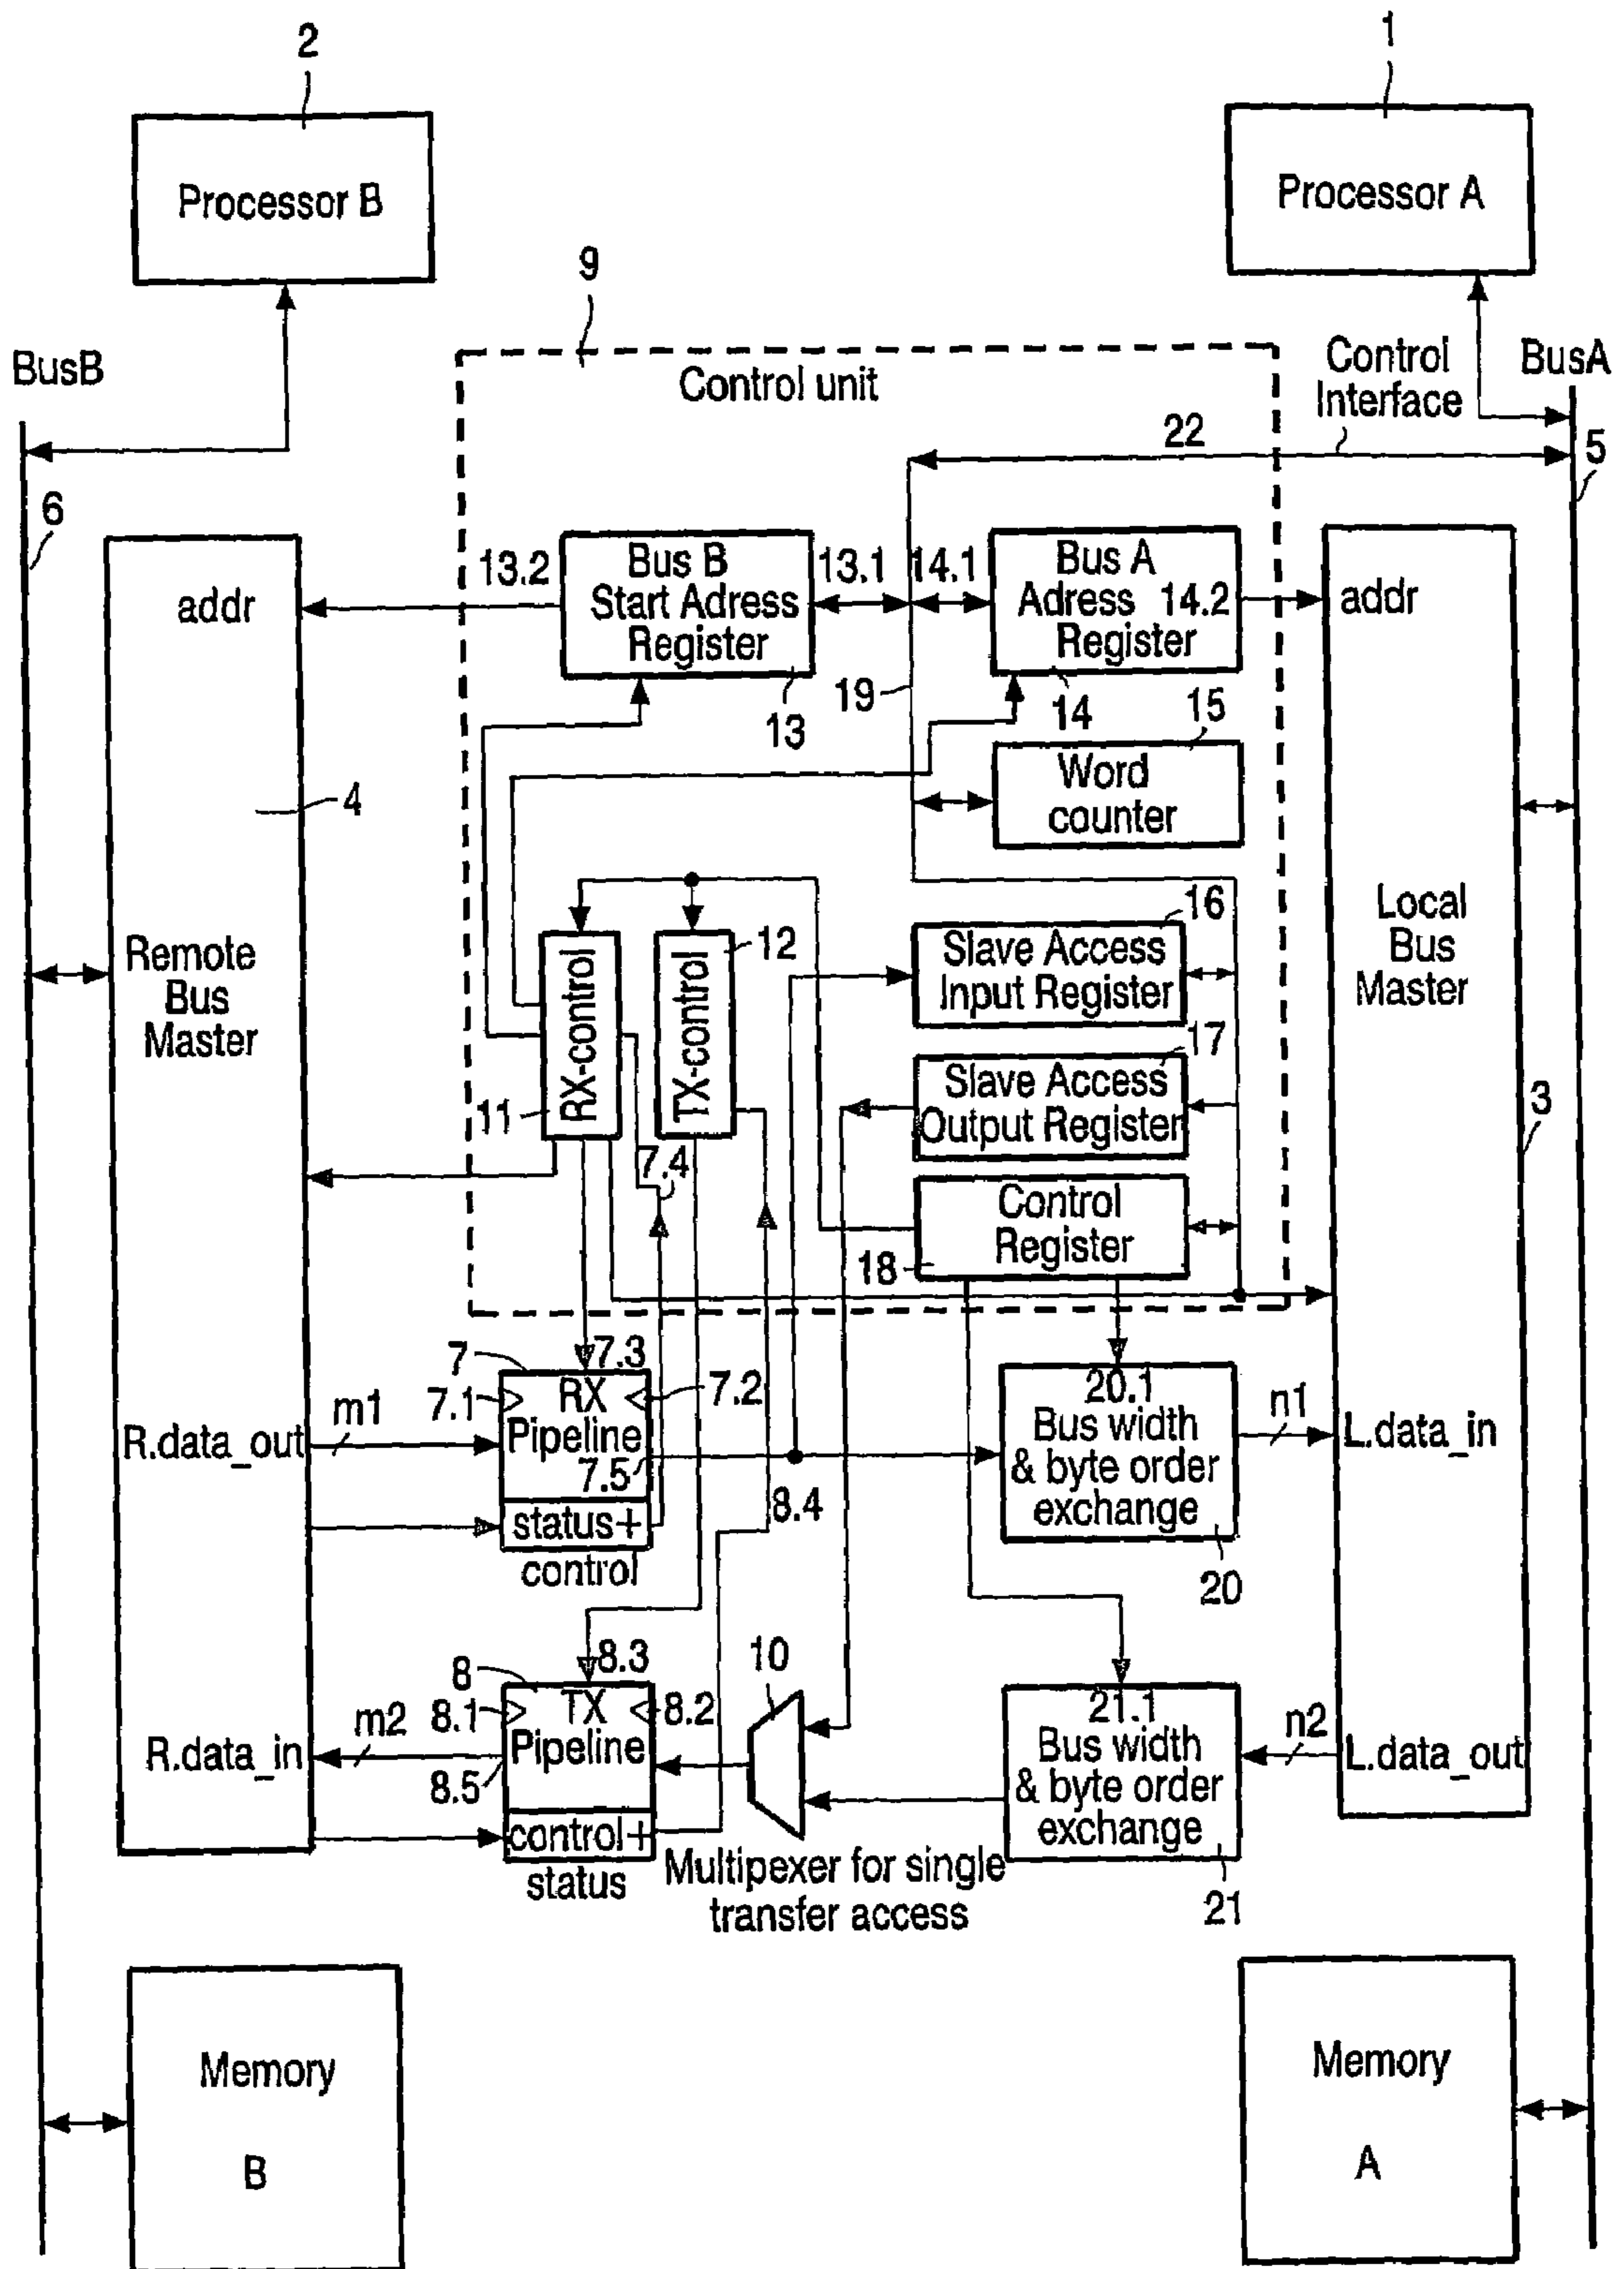 2
1
Processor B
Processor A
9
BusB
Control unit
Control
Interface
BusA
22
5
6
13.2
Bus B
Start Adress
Register
13.1
14.1
Bus A
Adress 14.2
Register
addr
addr
19
13
14
15
Word
counter
4
Remote
Bus
Master
Local
Bus
Master
16
Slave Access
Input Register
12
RX-control
TX-control
11
17
Slave Access
Output Register
3
7.4
Control
Register
18
7
7.3
7.1
RX
7.2
Pipeline
7.5
status+
control
m1
R.data_out
20.1
Bus width
& byte order
exchange
n1
L.data_in
8.4
20
8
8.3
10
8.1
TX
8.2
Pipeline
m2
R.data_in
8.5
control+
status
21.1
Bus width
& byte order
exchange
n2
L.data_out
Multipexer for single
transfer access
21
Memory
B
Memory
A